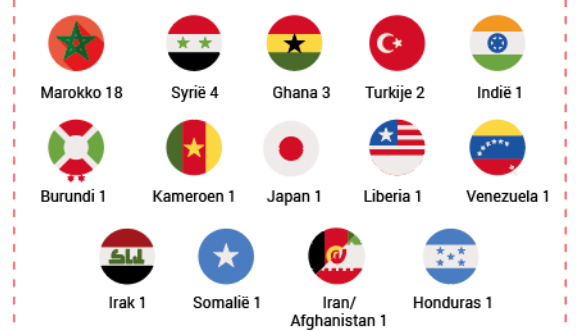 Marokko 18
Syrië 4
Ghana 3
Turkije 2
Indië 1
Burundi 1
Kameroen 1
Japan 1
Liberia 1
Venezuela 1
Irak 1
Somalië 1
Iran/
Afghanistan 1
Honduras 1